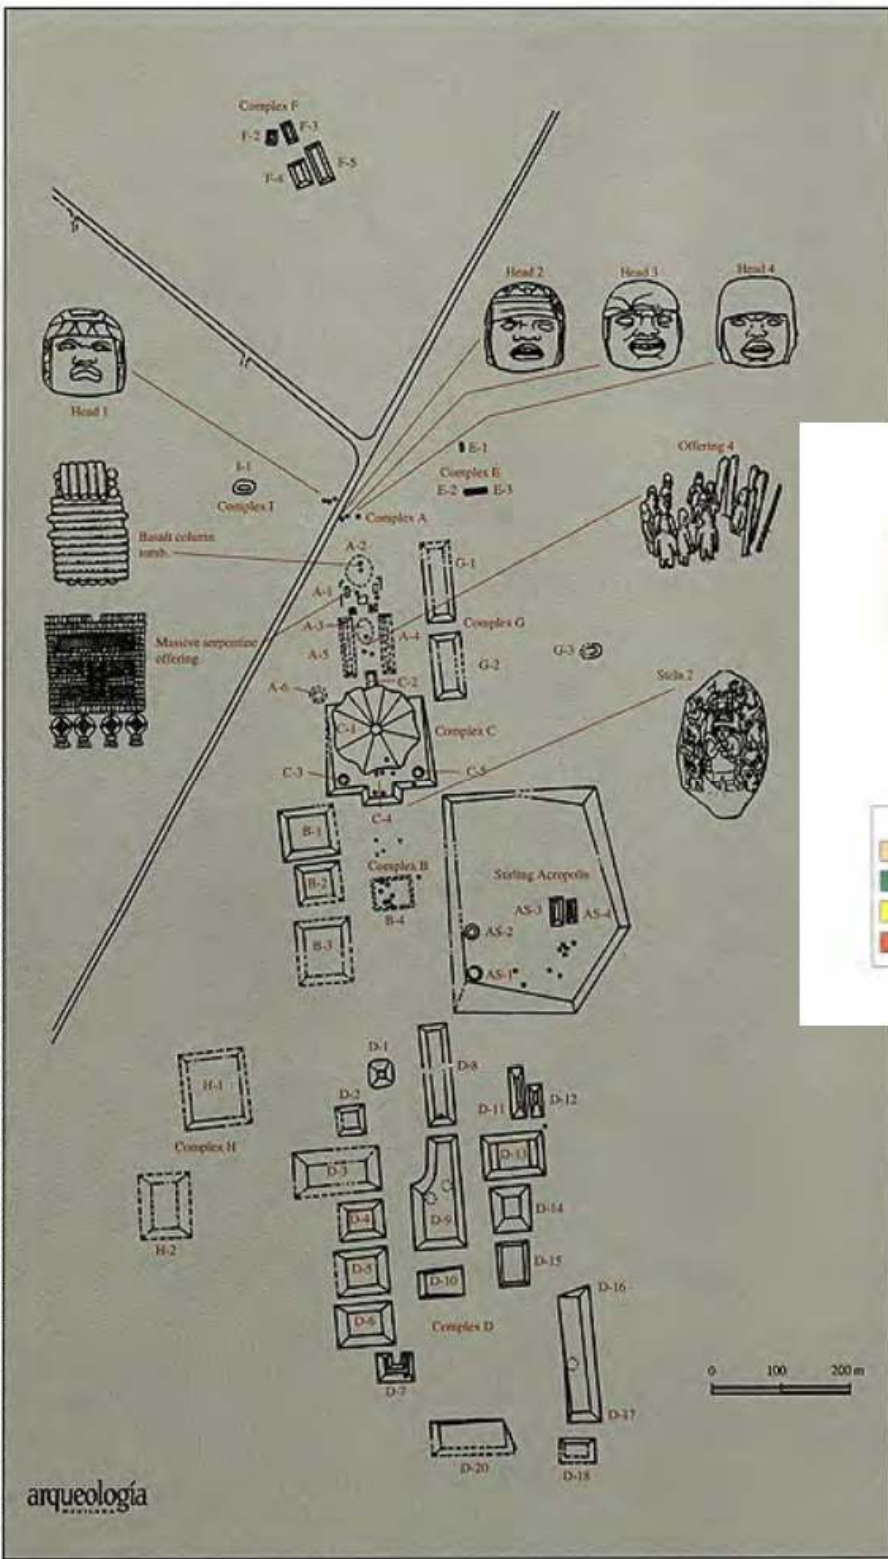 Complex F
F-2
F-3
F-4
F-5
Head 2
Head 3
Head 4
Head 1
E-1
Offering 4
Complex E
E-2
E-3
Complex I
Complex A
Basalt column
tomb.
A-2
G-1
A-1
A-3
A-4
Complex G
Massive serpentine
offering
A-5
G-2
G-3
C-2
Stela 2
A-6
Complex C
C-3
C-5
C-4
B-1
Complex B
Stirling Acropolis
B-2
B-4
AS-3
AS-4
AS-2
B-3
AS-1
D-1
D-8
H-1
D-2
D-11
D-12
Complex H
D-3
D-13
D-4
D-9
D-14
H-2
D-5
D-10
D-15
D-16
D-6
Complex D
D-7
0 100 200 m
D-17
D-20
D-18
arqueología
MEXICANA